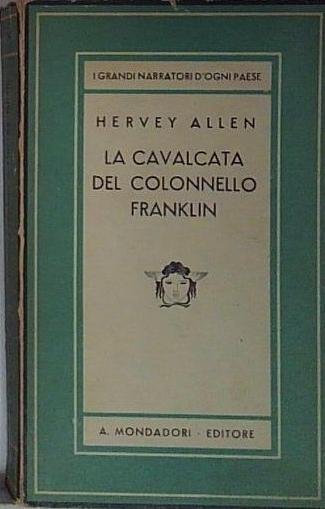 I GRANDI NARRATORI D'OGNI PAESE
HERVEY ALLEN
LA CAVALCATA
DEL COLONNELLO
FRANKLIN
A. MONDADORI - EDITORE